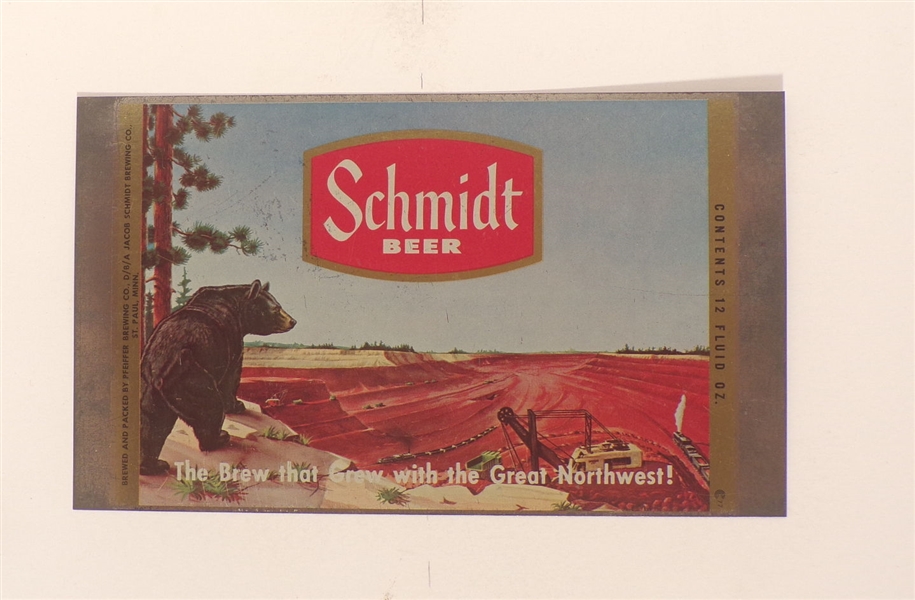 Schmidt
BEER
The Brew that Grew with the Great Northwest!
BREWED AND PACKED BY PFEIFFER BREWING CO., D/B/A JACOB SCHMIDT BREWING CO.,
ST. PAUL, MINN.
CONTENTS 12 FLUID OZ.